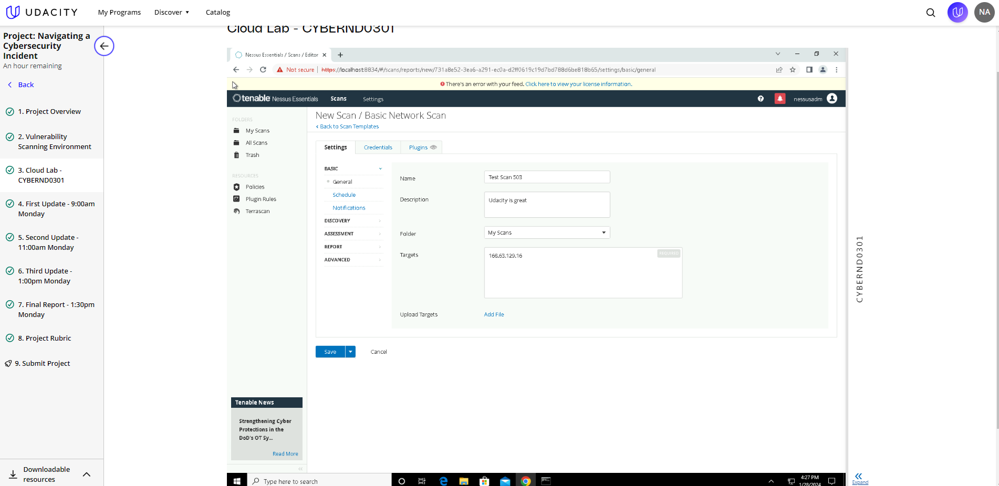 UDACITY
My Programs
Discover
Catalog
NA
Project: Navigating a
Cybersecurity
Incident
An hour remaining
Back
1. Project Overview
2. Vulnerability
Scanning Environment
3. Cloud Lab -
CYBERND0301
4. First Update - 9:00am
Monday
5. Second Update -
11:00am Monday
6. Third Update -
1:00pm Monday
7. Final Report - 1:30pm
Monday
8. Project Rubric
9. Submit Project
Downloadable
resources
Cloud Lab - CYBERND0301
Nessus Essentials / Scans / Editor
Not secure
https://localhost:8834/#/scans/reports/new/731a8e52-3ea6-a291-ec0a-d2ff0619c19d7bd788d6be818b65/settings/basic/general
There's an error with your feed. Click here to view your license information.
tenable Nessus Essentials
Scans
Settings
nessusadm
FOLDERS
My Scans
All Scans
Trash
RESOURCES
Policies
Plugin Rules
Terrascan
New Scan / Basic Network Scan
Back to Scan Templates
Settings
Credentials
Plugins
BASIC
General
Schedule
Notifications
DISCOVERY
ASSESSMENT
REPORT
ADVANCED
Name
Test Scan 503
Description
Udacity is great
Folder
My Scans
Targets
168.63.129.16
REQUIRED
Upload Targets
Add File
Save
Cancel
Tenable News
Strengthening Cyber
Protections in the
DoD's OT Sy...
Read More
Type here to search
4:27 PM
1/28/2024
CYBERND0301
Expand